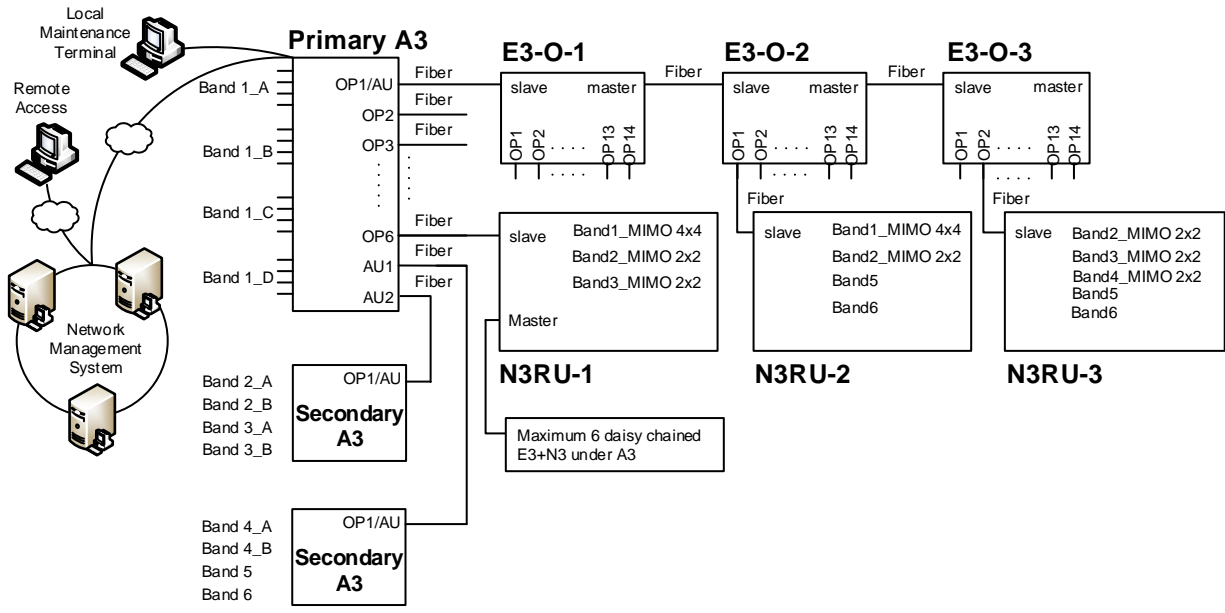 Local
Maintenance
Terminal
Remote
Access
Network
Management
System
Primary A3
Band 1_A
Band 1_B
Band 1_C
Band 1_D
OP1/AU
OP2
OP3
OP6
AU1
AU2
Fiber
Fiber
Fiber
Fiber
Fiber
Fiber
E3-O-1
slave master
OP1
OP2
OP13
OP14
Fiber
E3-O-2
slave master
OP1
OP2
OP13
OP14
Fiber
E3-O-3
slave master
OP1
OP2
OP13
OP14
Fiber
Fiber
slave
Band1_MIMO 4x4
Band2_MIMO 2x2
Band3_MIMO 2x2
Master
N3RU-1
slave
Band1_MIMO 4x4
Band2_MIMO 2x2
Band5
Band6
N3RU-2
slave
Band2_MIMO 2x2
Band3_MIMO 2x2
Band4_MIMO 2x2
Band5
Band6
N3RU-3
Maximum 6 daisy chained
E3+N3 under A3
Band 2_A
Band 2_B
Band 3_A
Band 3_B
OP1/AU
Secondary
A3
Band 4_A
Band 4_B
Band 5
Band 6
OP1/AU
Secondary
A3